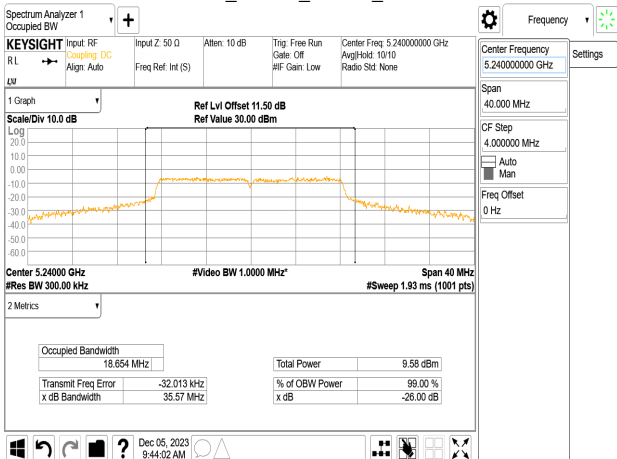 Spectrum Analyzer 1
Occupied BW
Frequency
KEYSIGHT
Input: RF
Coupling: DC
Align: Auto
Input Z: 50 Ω
Freq Ref: Int (S)
Atten: 10 dB
Trig: Free Run
Gate: Off
#IF Gain: Low
Center Freq: 5.240000000 GHz
Avg|Hold: 10/10
Radio Std: None
RL
LXI
Center Frequency
5.240000000 GHz
Settings
Span
40.000 MHz
CF Step
4.000000 MHz
Auto
Man
Freq Offset
0 Hz
1 Graph
Scale/Div 10.0 dB
Ref Lvl Offset 11.50 dB
Ref Value 30.00 dBm
Log
20.0
10.0
0.00
-10.0
-20.0
-30.0
-40.0
-50.0
-60.0
Center 5.24000 GHz
#Video BW 1.0000 MHz*
Span 40 MHz
#Res BW 300.00 kHz
#Sweep 1.93 ms (1001 pts)
2 Metrics
Occupied Bandwidth
18.654 MHz
Total Power 9.58 dBm
Transmit Freq Error -32.013 kHz
% of OBW Power 99.00 %
x dB Bandwidth 35.57 MHz
x dB -26.00 dB
?
Dec 05, 2023
9:44:02 AM